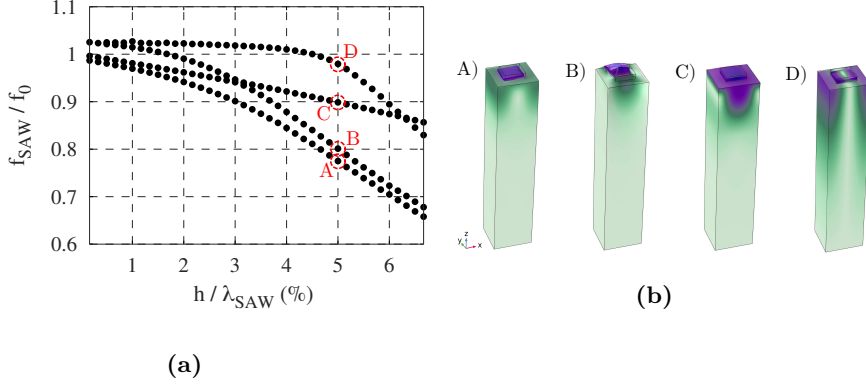 (a)
1.1
1
0.9
0.8
0.7
0.6
f_SAW / f_0
1 2 3 4 5 6
h / λ_SAW (%)
D
C
B
A
A) B) C) D)
z
y x
(b)
(a)